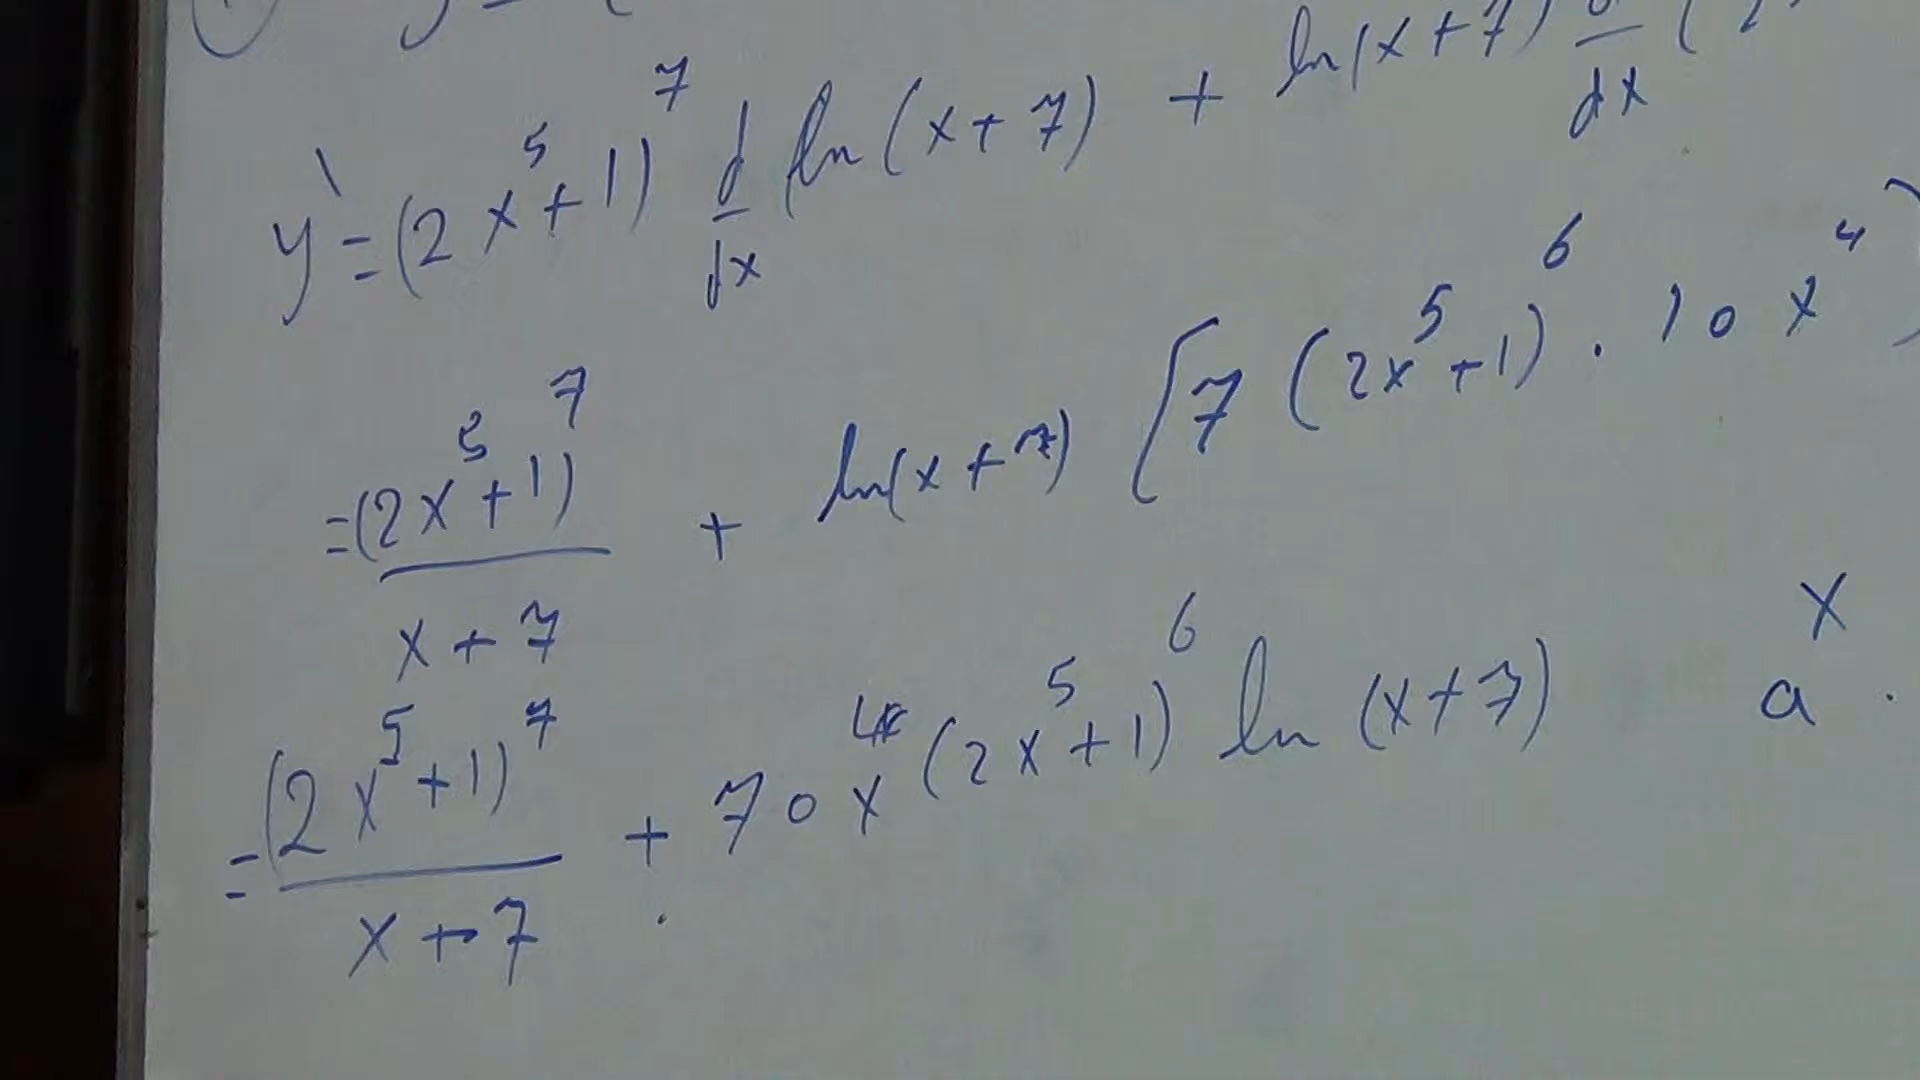 y =
y` = (2x^5 + 1)^7 d/dx ln(x + 7) + ln(x + 7) d/dx (2
= (2x^5 + 1)^7 / x + 7 + ln(x + 7) [7 (2x^5 + 1)^6 . 10x^4)
= (2x^5 + 1)^7 / x + 7 + 70x^4 (2x^5 + 1)^6 ln (x + 7)
a^x .